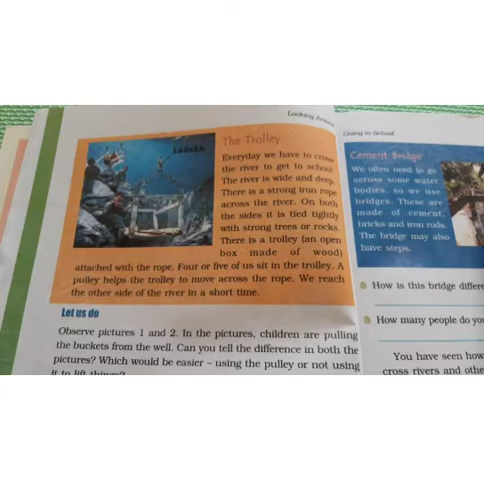 Looking Around
Ladakh
The Trolley
Everyday we have to cross
the river to get to school.
The river is wide and deep.
There is a strong iron rope
across the river. On both
the sides it is tied tightly
with strong trees or rocks.
There is a trolley (an open
box made of wood)
attached with the rope. Four or five of us sit in the trolley. A
pulley helps the trolley to move across the rope. We reach
the other side of the river in a short time.
Let us do
Observe pictures 1 and 2. In the pictures, children are pulling
the buckets from the well. Can you tell the difference in both the
pictures? Which would be easier – using the pulley or not using
it to lift things?
Going to School
Cement Bridge
We often need to go
across some water
bodies, so we use
bridges. These are
made of cement,
bricks and iron rods.
The bridge may also
have steps.
How is this bridge differe
How many people do you
You have seen how
cross rivers and othe